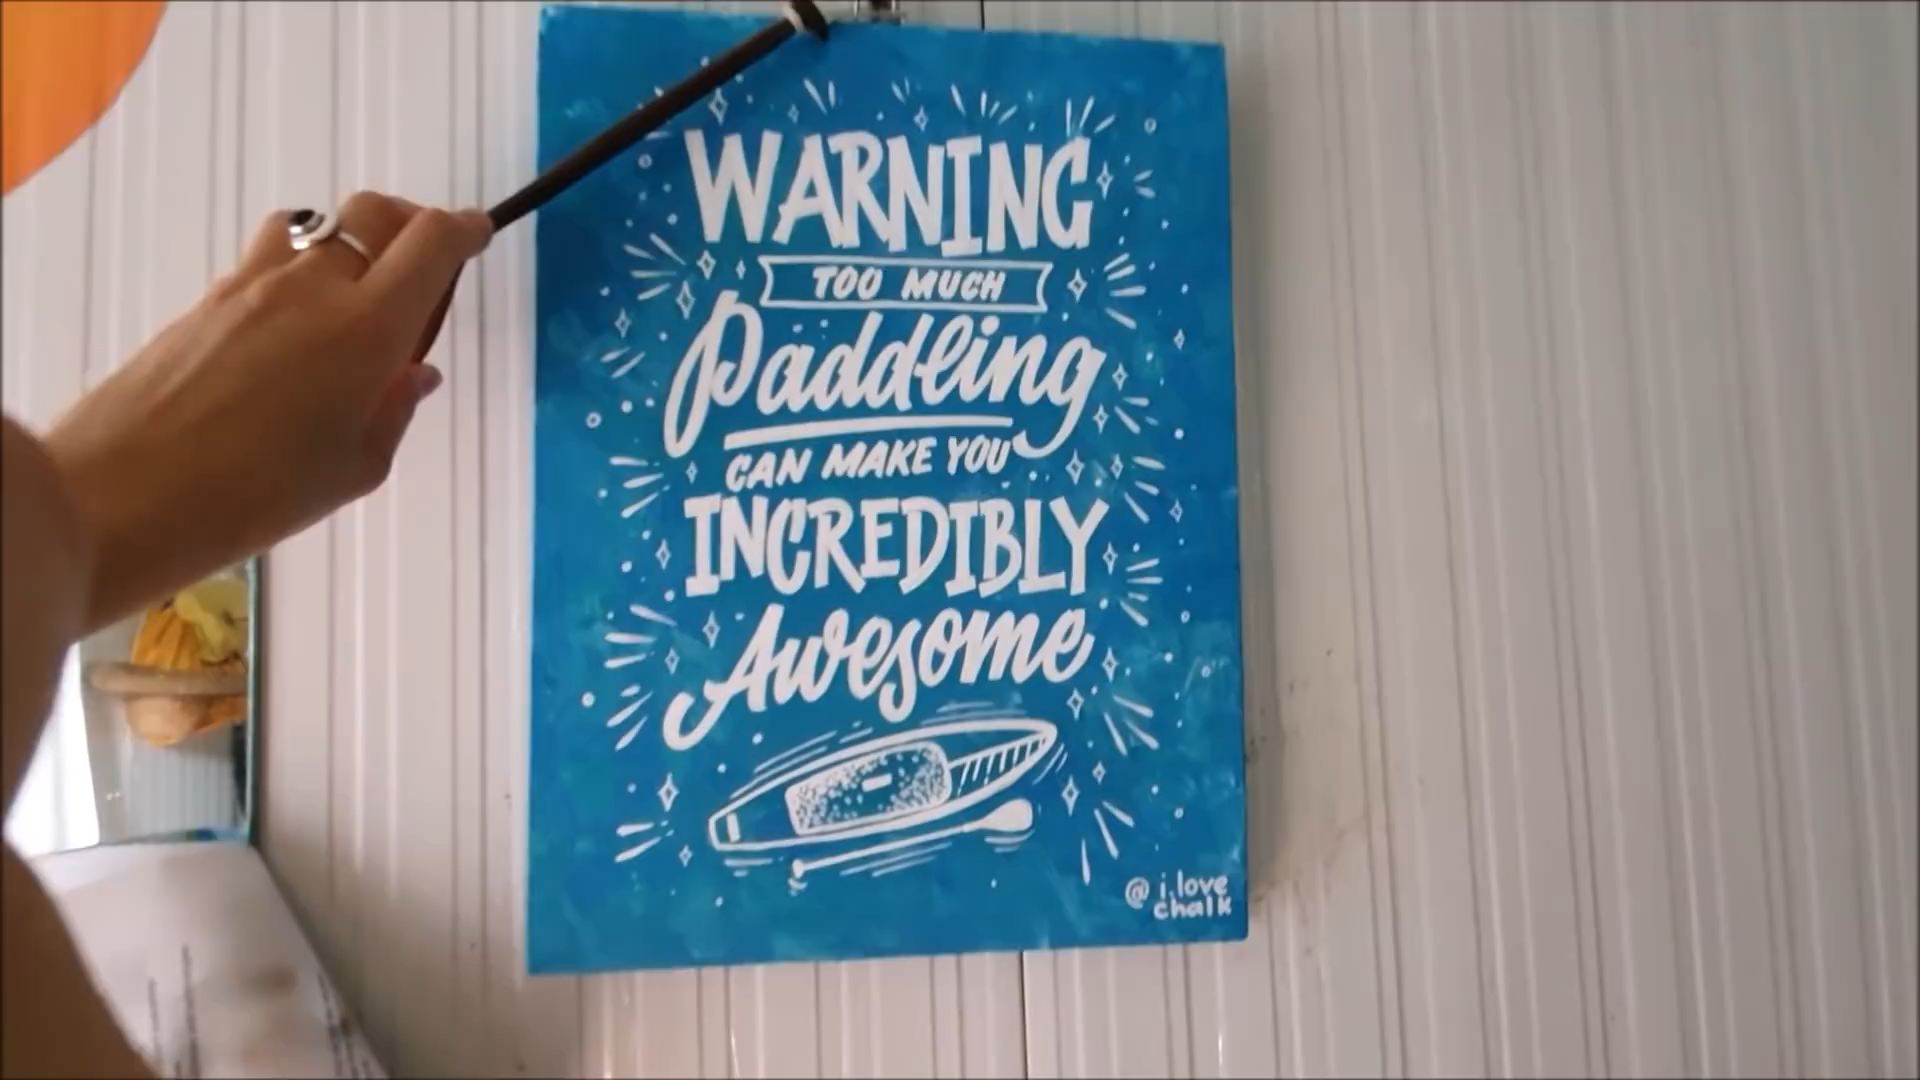 WARNING
TOO MUCH
Paddling
CAN MAKE YOU
INCREDIBLY
Awesome
@ i.love
chalk